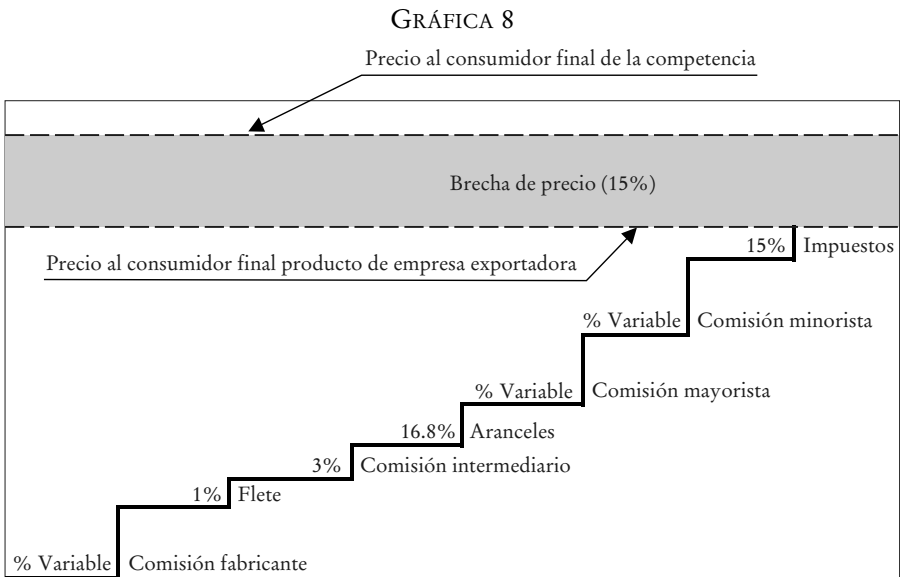 GRÁFICA 8
Precio al consumidor final de la competencia
Brecha de precio (15%)
15% Impuestos
Precio al consumidor final producto de empresa exportadora
% Variable Comisión minorista
% Variable Comisión mayorista
16.8% Aranceles
3% Comisión intermediario
1% Flete
% Variable Comisión fabricante